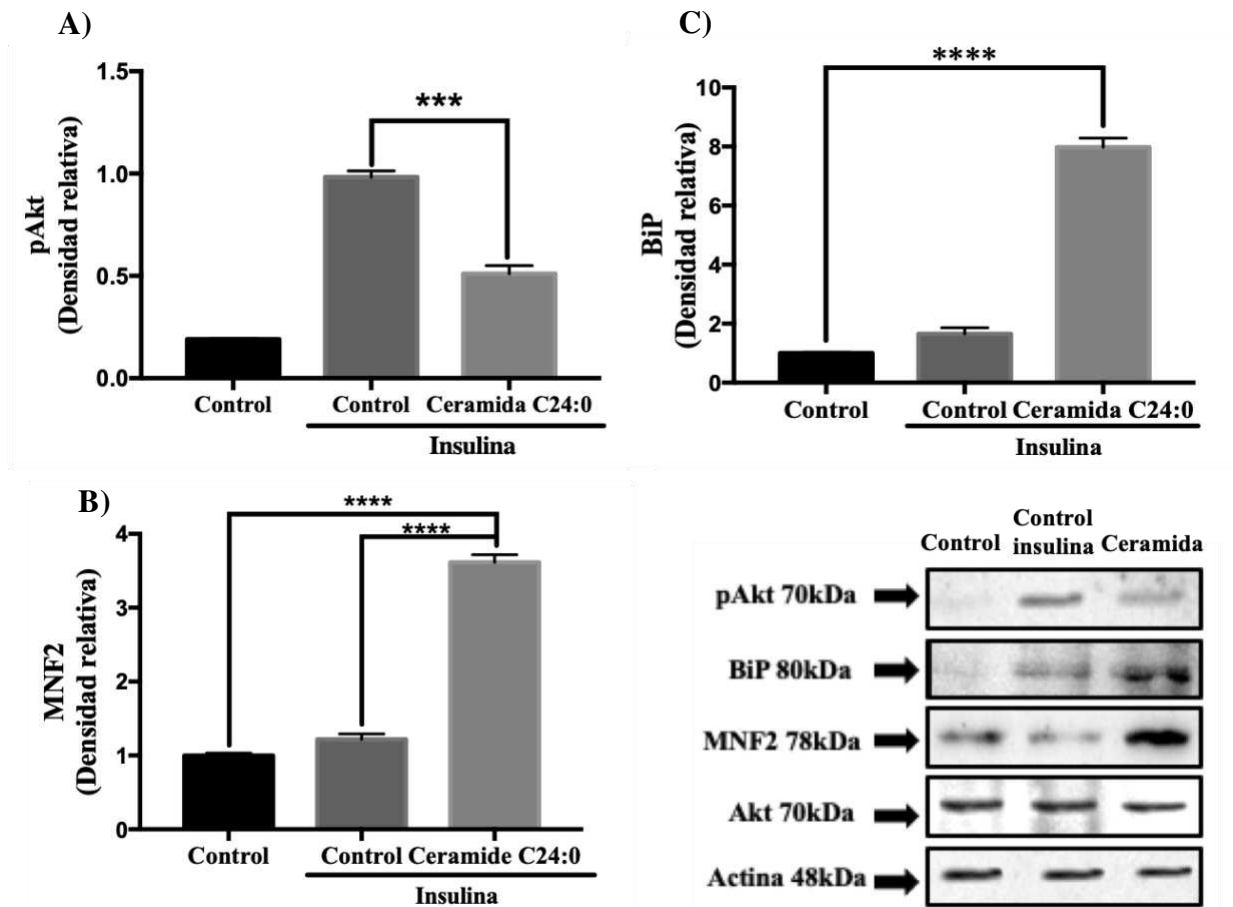 A)
1.5
1.0
0.5
0.0
pAkt
(Densidad relativa)
***
Control
Control
Ceramida C24:0
Insulina
C)
10
8
6
4
2
0
BiP
(Densidad relativa)
****
Control
Control
Ceramida C24:0
Insulina
B)
4
3
2
1
0
MNF2
(Densidad relativa)
****
****
Control
Control
Ceramide C24:0
Insulina
Control
Control
insulina
Ceramida
pAkt 70kDa
BiP 80kDa
MNF2 78kDa
Akt 70kDa
Actina 48kDa